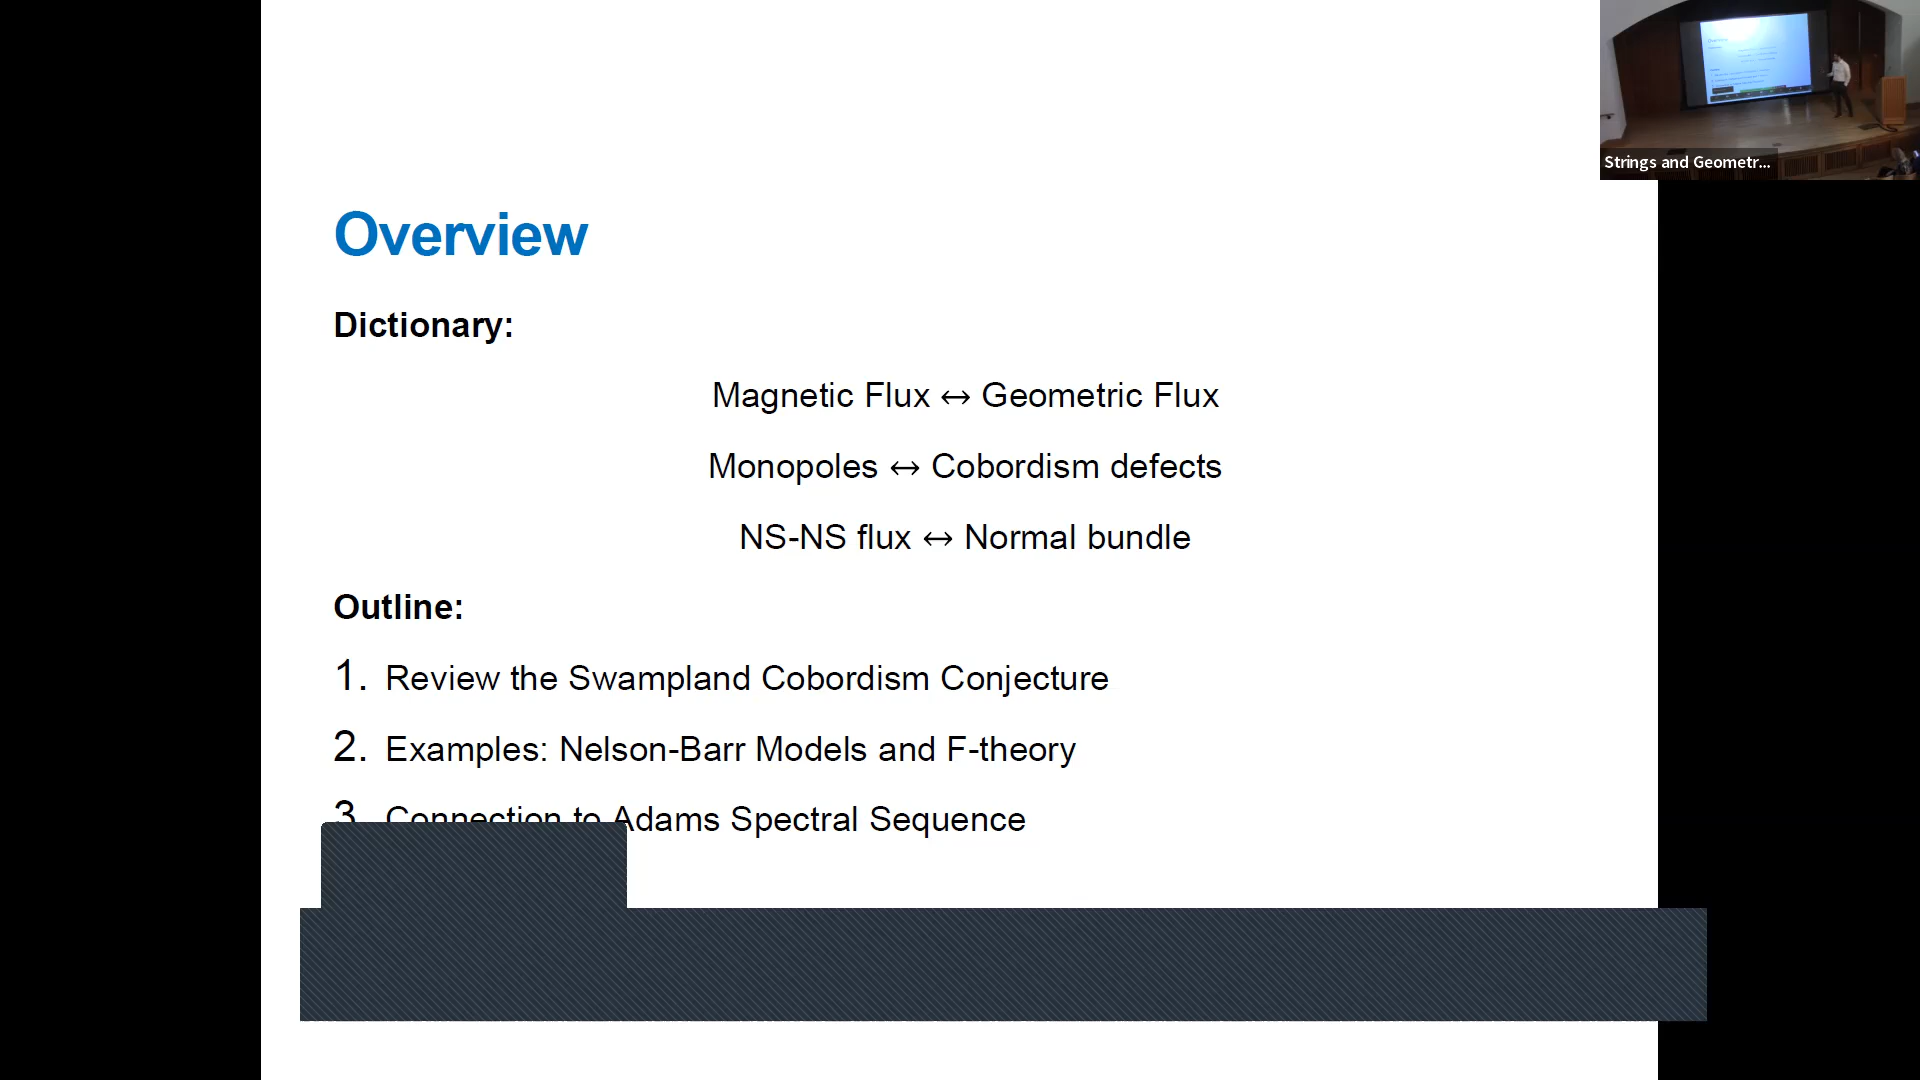 Strings and Geometr...
Overview
Dictionary:
Magnetic Flux ↔ Geometric Flux
Monopoles ↔ Cobordism defects
NS-NS flux ↔ Normal bundle
Outline:
1. Review the Swampland Cobordism Conjecture
2. Examples: Nelson-Barr Models and F-theory
3. Connection to Adams Spectral Sequence